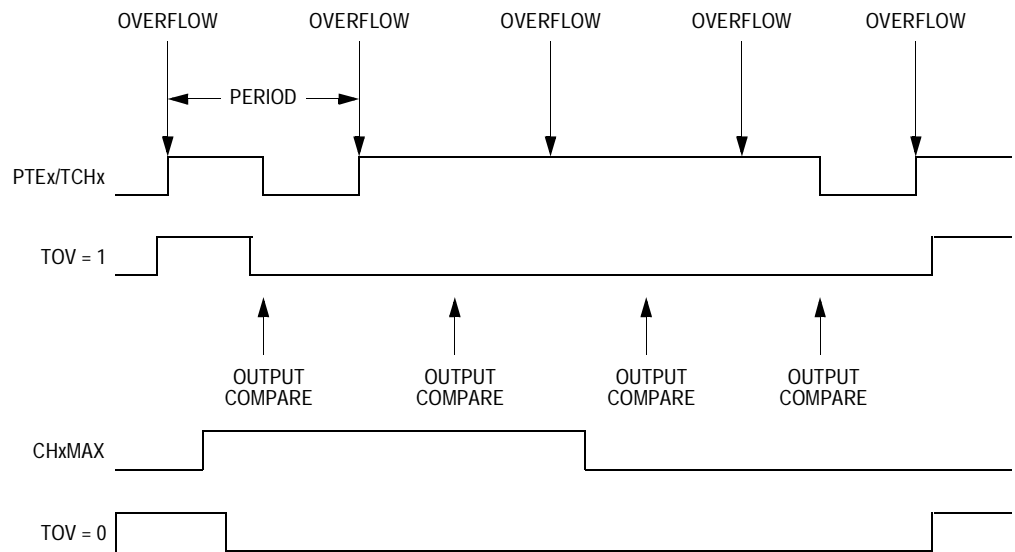 OVERFLOW OVERFLOW OVERFLOW OVERFLOW OVERFLOW
PERIOD
PTEx/TCHx
TOV = 1
OUTPUT OUTPUT OUTPUT OUTPUT
COMPARE COMPARE COMPARE COMPARE
CHxMAX
TOV = 0